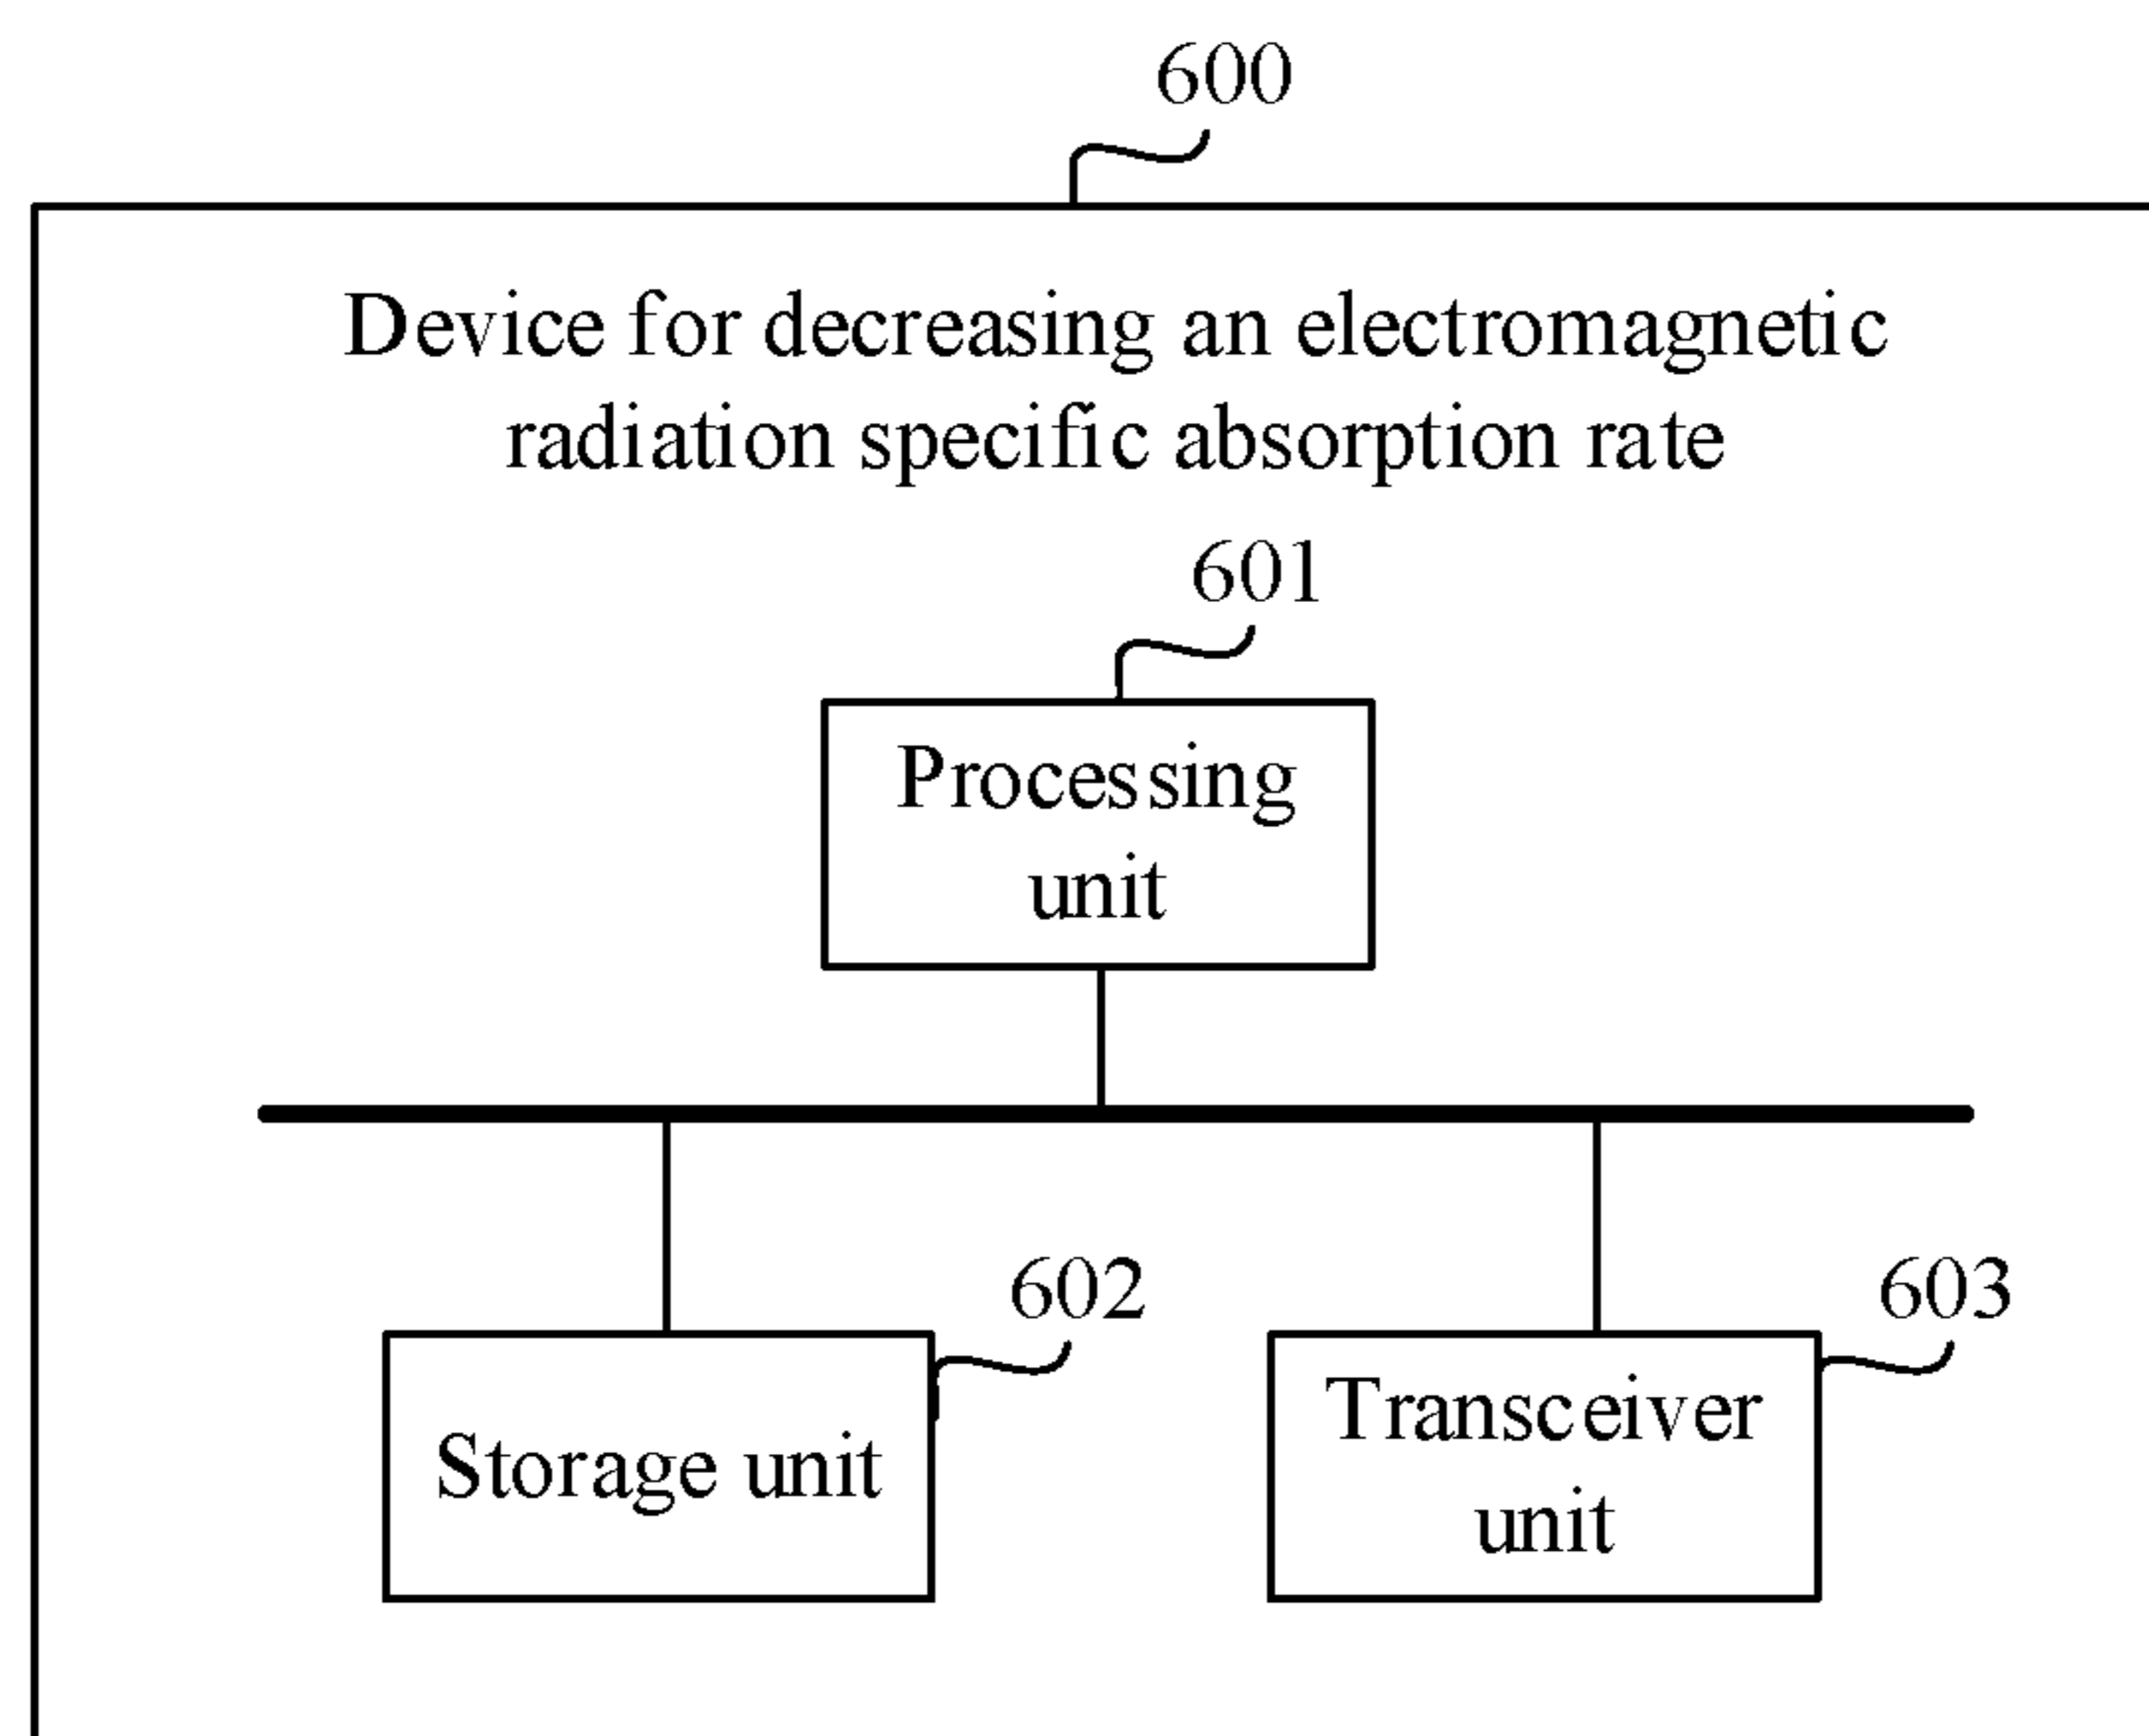 600
Device for decreasing an electromagnetic
radiation specific absorption rate
601
Processing
unit
602
603
Storage unit
Transceiver
unit